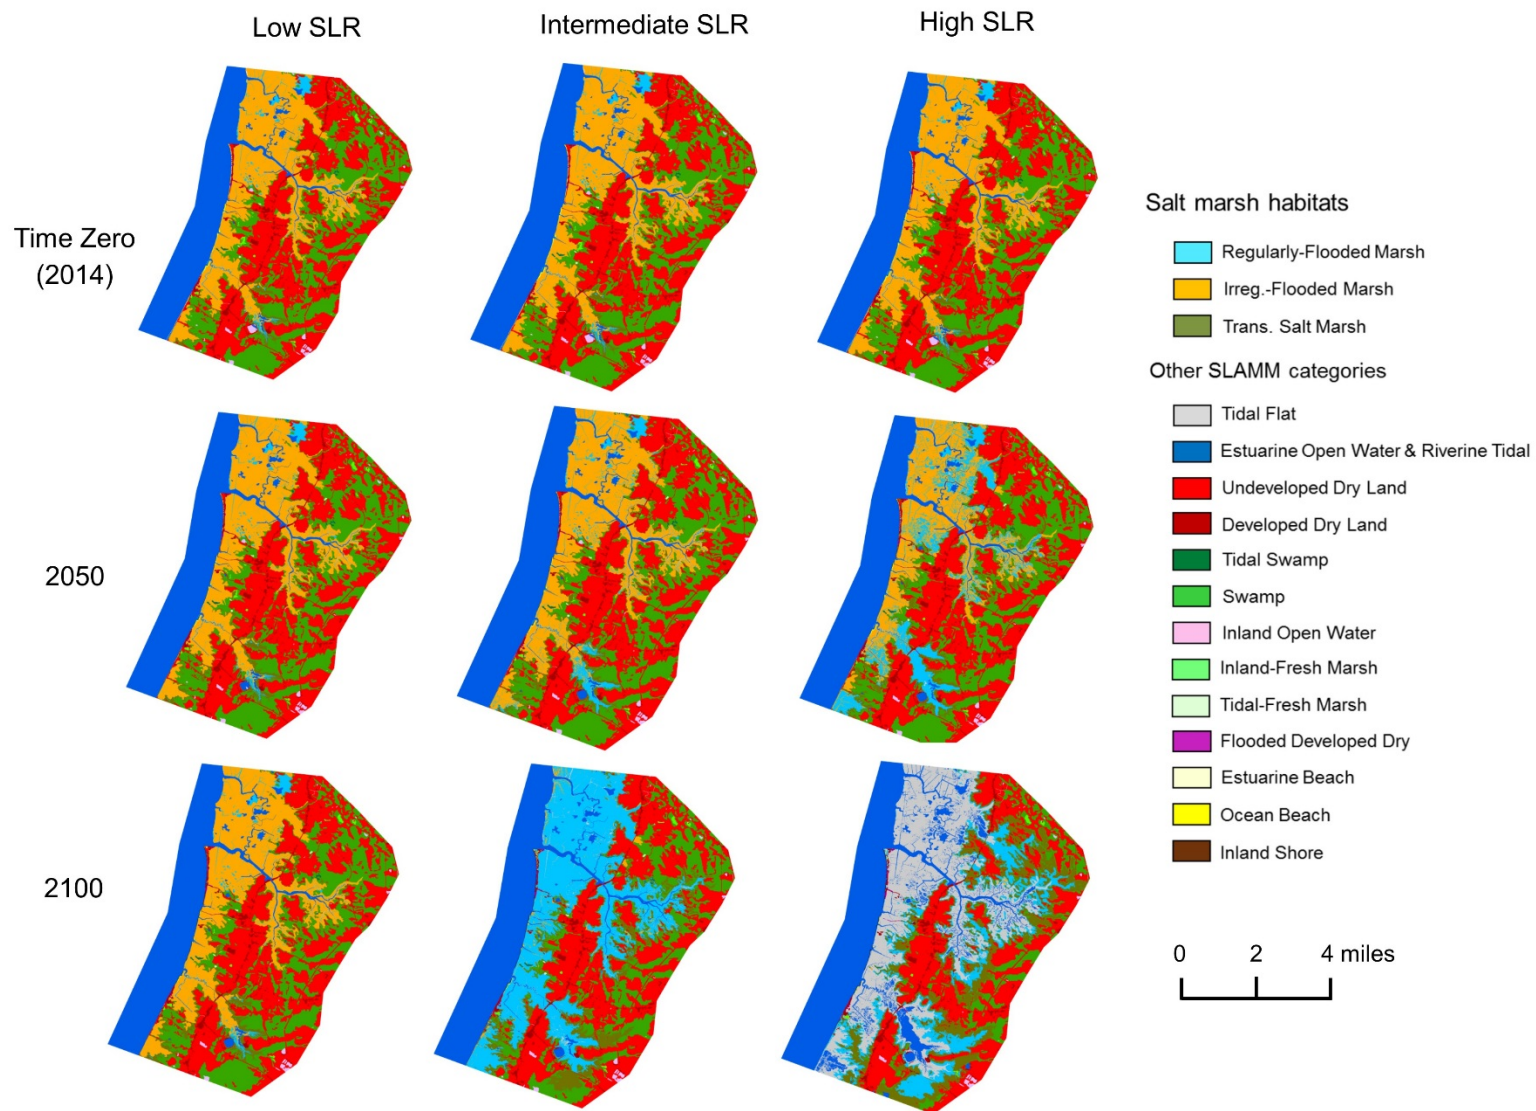 Low SLR
Intermediate SLR
High SLR
Time Zero
(2014)
2050
2100
Salt marsh habitats
Regularly-Flooded Marsh
Irreg.-Flooded Marsh
Trans. Salt Marsh
Other SLAMM categories
Tidal Flat
Estuarine Open Water & Riverine Tidal
Undeveloped Dry Land
Developed Dry Land
Tidal Swamp
Swamp
Inland Open Water
Inland-Fresh Marsh
Tidal-Fresh Marsh
Flooded Developed Dry
Estuarine Beach
Ocean Beach
Inland Shore
0 2 4 miles